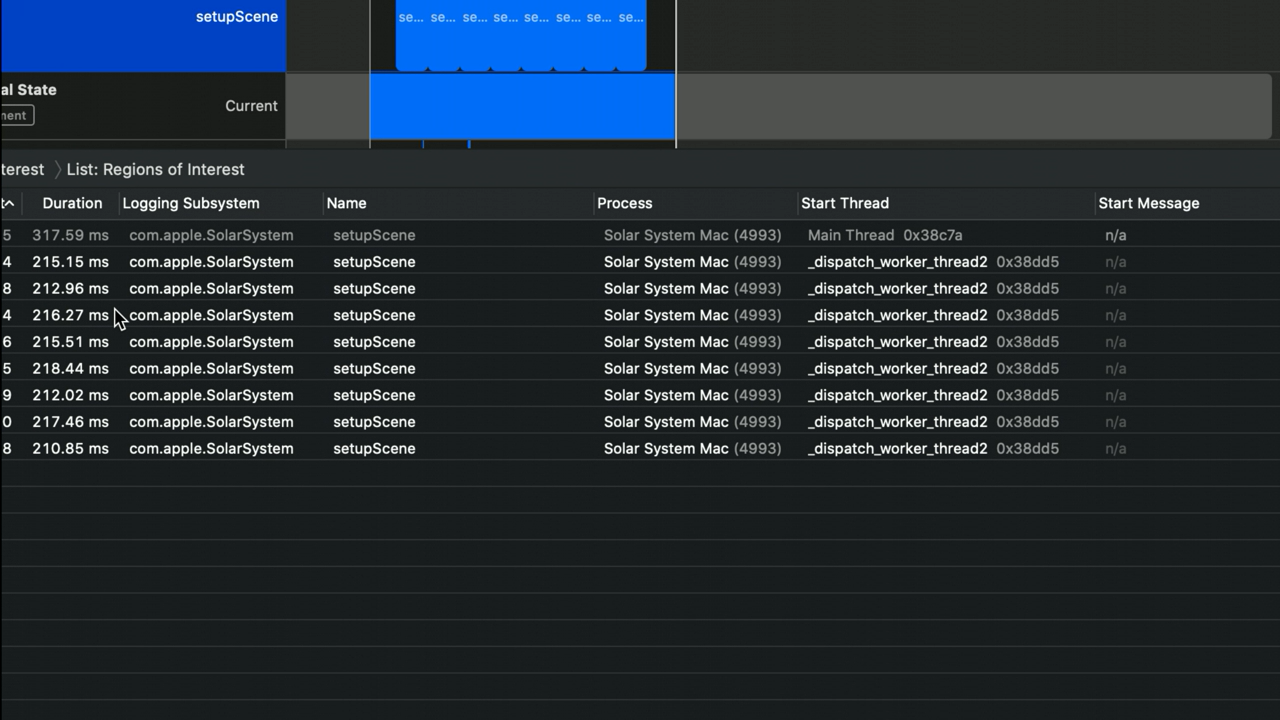 setupScene se... se... se... se... se... se... se... se...
al State
nent
Current
terest List: Regions of Interest
t Duration Logging Subsystem Name Process Start Thread Start Message
5 317.59 ms com.apple.SolarSystem setupScene Solar System Mac (4993) Main Thread 0x38c7a n/a
4 215.15 ms com.apple.SolarSystem setupScene Solar System Mac (4993) _dispatch_worker_thread2 0x38dd5 n/a
8 212.96 ms com.apple.SolarSystem setupScene Solar System Mac (4993) _dispatch_worker_thread2 0x38dd5 n/a
4 216.27 ms com.apple.SolarSystem setupScene Solar System Mac (4993) _dispatch_worker_thread2 0x38dd5 n/a
6 215.51 ms com.apple.SolarSystem setupScene Solar System Mac (4993) _dispatch_worker_thread2 0x38dd5 n/a
5 218.44 ms com.apple.SolarSystem setupScene Solar System Mac (4993) _dispatch_worker_thread2 0x38dd5 n/a
9 212.02 ms com.apple.SolarSystem setupScene Solar System Mac (4993) _dispatch_worker_thread2 0x38dd5 n/a
0 217.46 ms com.apple.SolarSystem setupScene Solar System Mac (4993) _dispatch_worker_thread2 0x38dd5 n/a
8 210.85 ms com.apple.SolarSystem setupScene Solar System Mac (4993) _dispatch_worker_thread2 0x38dd5 n/a